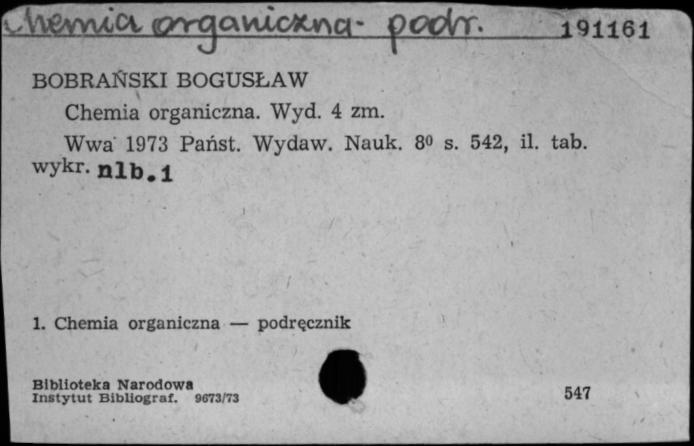 Chemia organiczna - podr.
191161
BOBRAŃSKI BOGUSŁAW
Chemia organiczna. Wyd. 4 zm.
Wwa 1973 Państ. Wydaw. Nauk. 8⁰ s. 542, il. tab.
wykr. nlb.1
1. Chemia organiczna — podręcznik
Biblioteka Narodowa
Instytut Bibliograf. 9673/73
547